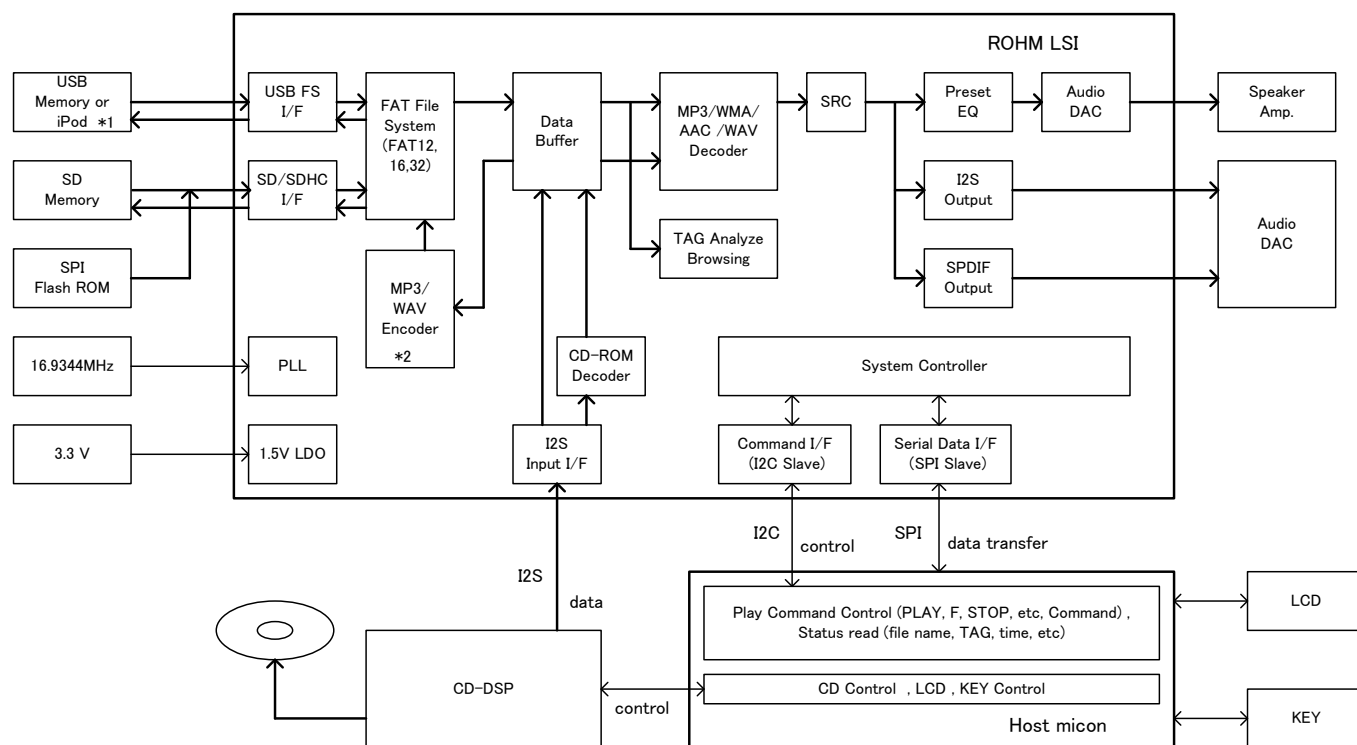 ROHM LSI
USB
Memory or
iPod *1
USB FS
I/F
FAT File
System
(FAT12,
16,32)
Data
Buffer
MP3/WMA/
AAC /WAV
Decoder
SRC
Preset
EQ
Audio
DAC
Speaker
Amp.
SD
Memory
SD/SDHC
I/F
I2S
Output
Audio
DAC
SPI
Flash ROM
MP3/
WAV
Encoder
*2
TAG Analyze
Browsing
SPDIF
Output
16.9344MHz
PLL
CD-ROM
Decoder
System Controller
3.3 V
1.5V LDO
I2S
Input I/F
Command I/F
(I2C Slave)
Serial Data I/F
(SPI Slave)
I2C
control
SPI
data transfer
I2S
data
Play Command Control (PLAY, F, STOP, etc, Command) ,
Status read (file name, TAG, time, etc)
LCD
CD-DSP
control
CD Control , LCD , KEY Control
Host micon
KEY